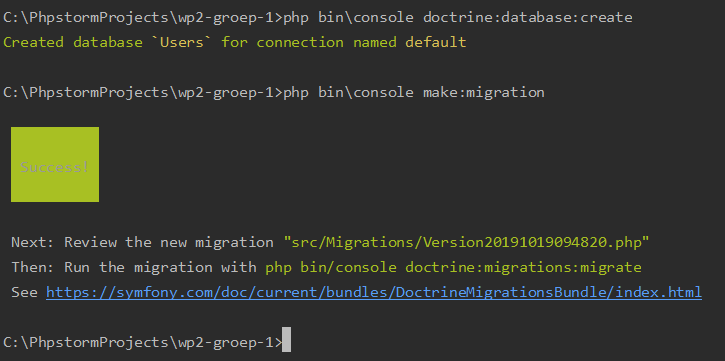 C:\PhpstormProjects\wp2-groep-1>php bin\console doctrine:database:create
Created database `Users` for connection named default
C:\PhpstormProjects\wp2-groep-1>php bin\console make:migration
Success!
Next: Review the new migration "src/Migrations/Version20191019094820.php"
Then: Run the migration with php bin/console doctrine:migrations:migrate
See https://symfony.com/doc/current/bundles/DoctrineMigrationsBundle/index.html
C:\PhpstormProjects\wp2-groep-1>